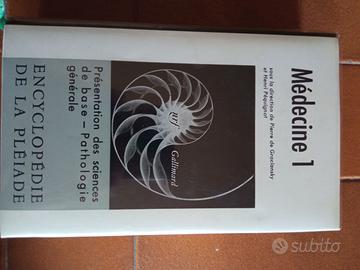 Médecine 1
sous la direction de Pierre de Graciansky
et Henri Péquignot
nrf
Gallimard
Présentation des sciences
de base – Pathologie
générale
ENCYCLOPÉDIE
DE LA PLÉIADE
subito